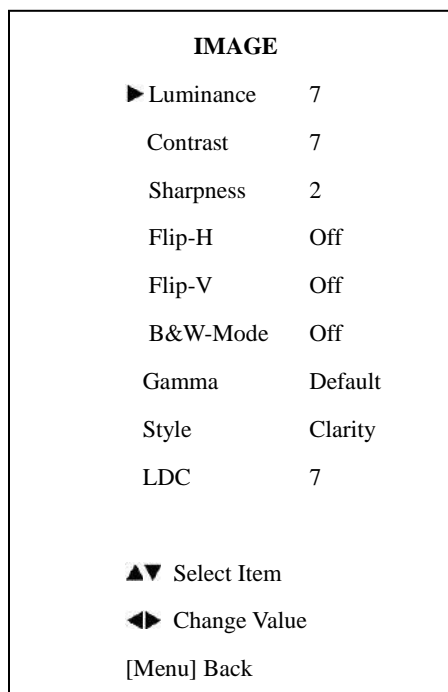 IMAGE
▶Luminance 7
Contrast 7
Sharpness 2
Flip-H Off
Flip-V Off
B&W-Mode Off
Gamma Default
Style Clarity
LDC 7
▲▼ Select Item
◀▶ Change Value
[Menu] Back